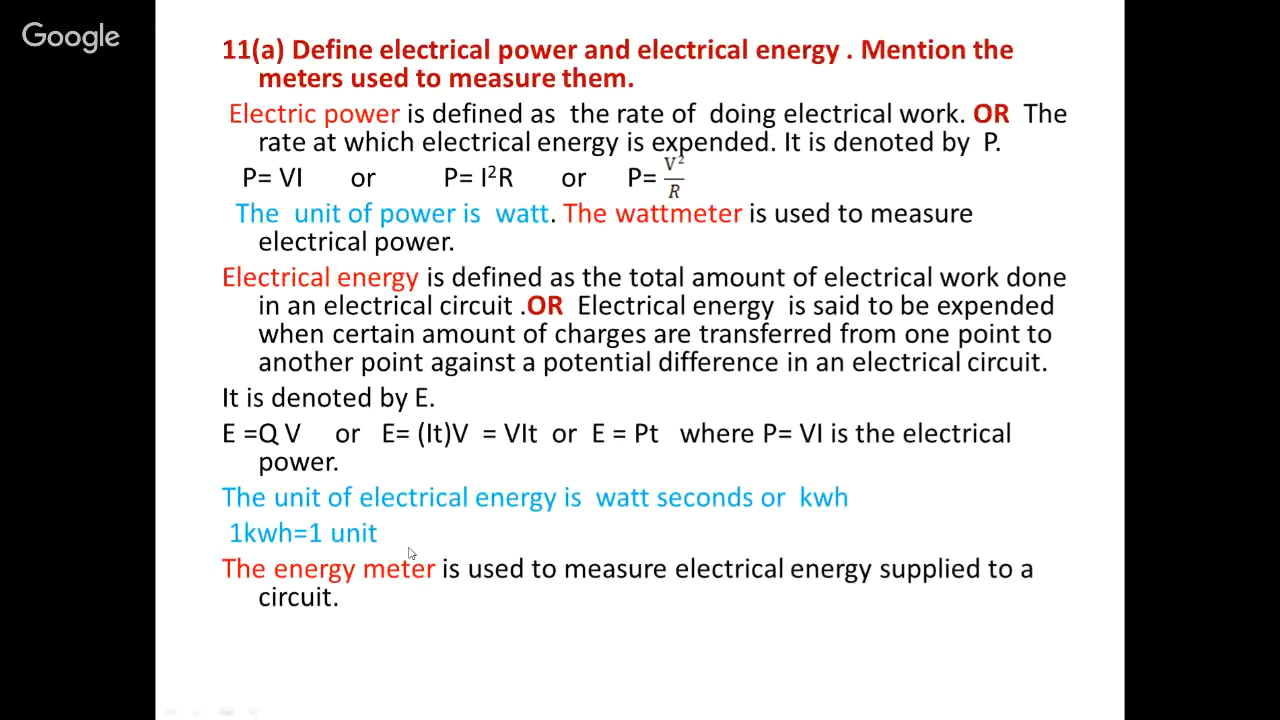 Google
11(a) Define electrical power and electrical energy . Mention the
meters used to measure them.
Electric power is defined as the rate of doing electrical work. OR The
rate at which electrical energy is expended. It is denoted by P.
P= VI or P= I²R or P= V²/R
The unit of power is watt. The wattmeter is used to measure
electrical power.
Electrical energy is defined as the total amount of electrical work done
in an electrical circuit .OR Electrical energy is said to be expended
when certain amount of charges are transferred from one point to
another point against a potential difference in an electrical circuit.
It is denoted by E.
E =Q V or E= (It)V = VIt or E = Pt where P= VI is the electrical
power.
The unit of electrical energy is watt seconds or kwh
1kwh=1 unit
The energy meter is used to measure electrical energy supplied to a
circuit.